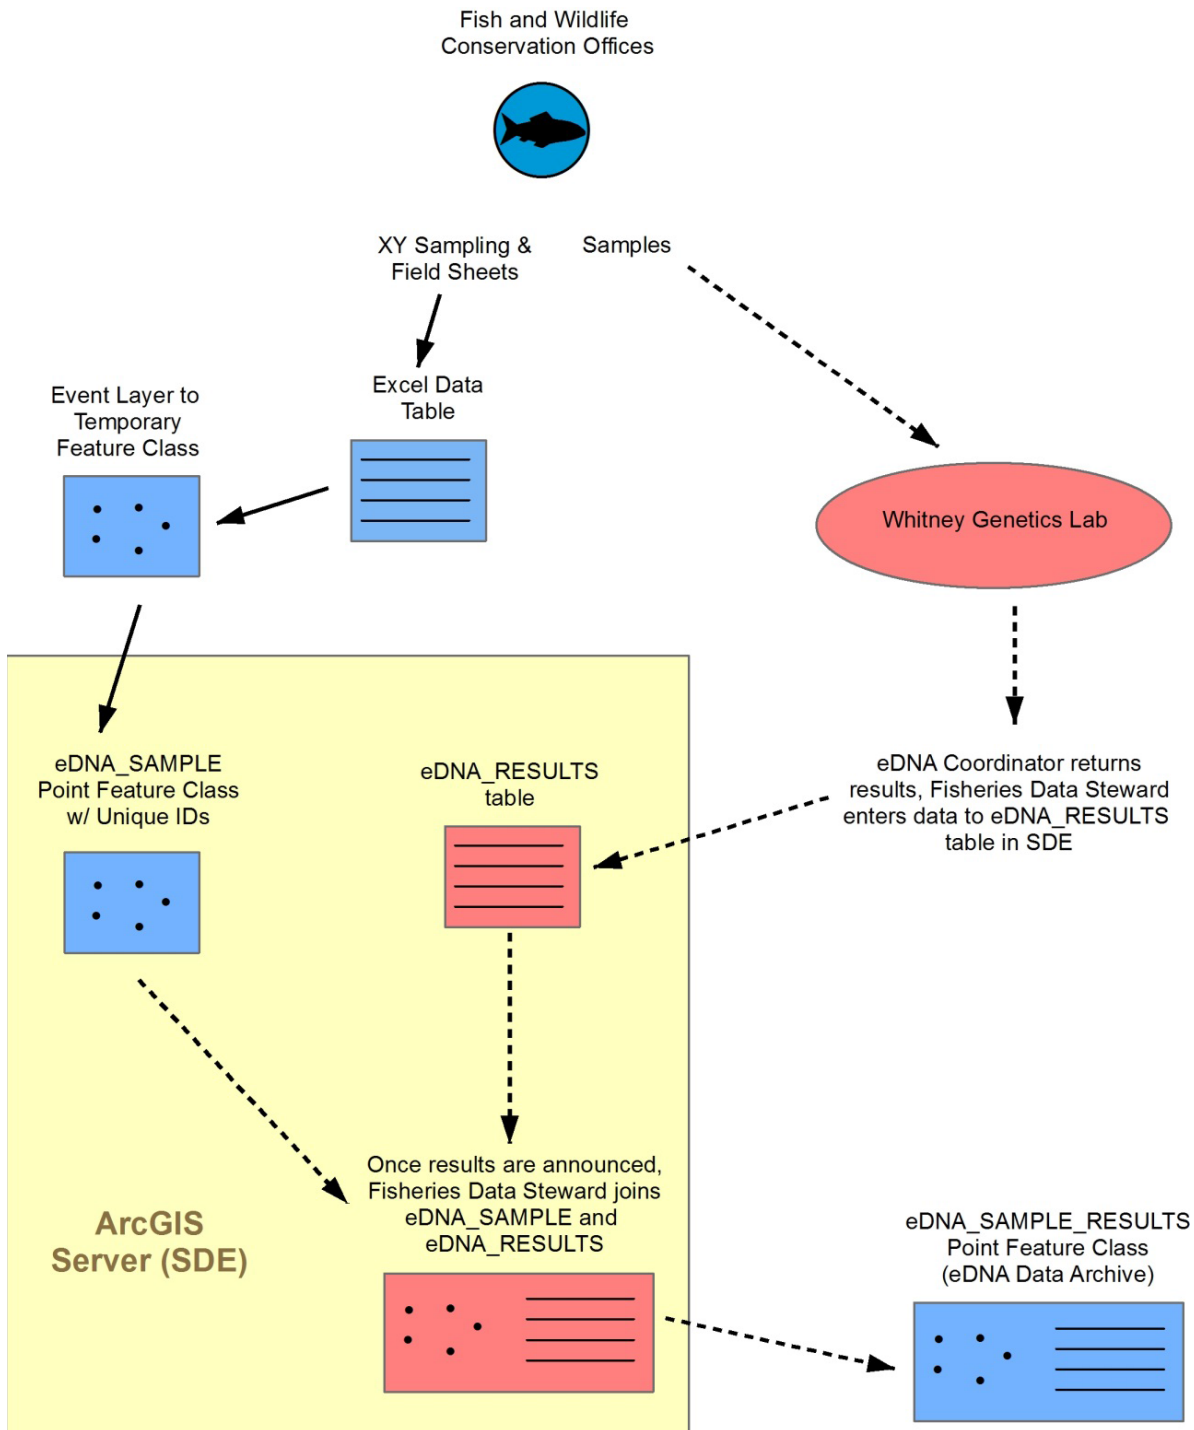 Fish and Wildlife
Conservation Offices
XY Sampling &
Field Sheets
Samples
Excel Data
Table
Event Layer to
Temporary
Feature Class
Whitney Genetics Lab
eDNA_SAMPLE
Point Feature Class
w/ Unique IDs
eDNA_RESULTS
table
eDNA Coordinator returns
results, Fisheries Data Steward
enters data to eDNA_RESULTS
table in SDE
Once results are announced,
Fisheries Data Steward joins
eDNA_SAMPLE and
eDNA_RESULTS
ArcGIS
Server (SDE)
eDNA_SAMPLE_RESULTS
Point Feature Class
(eDNA Data Archive)